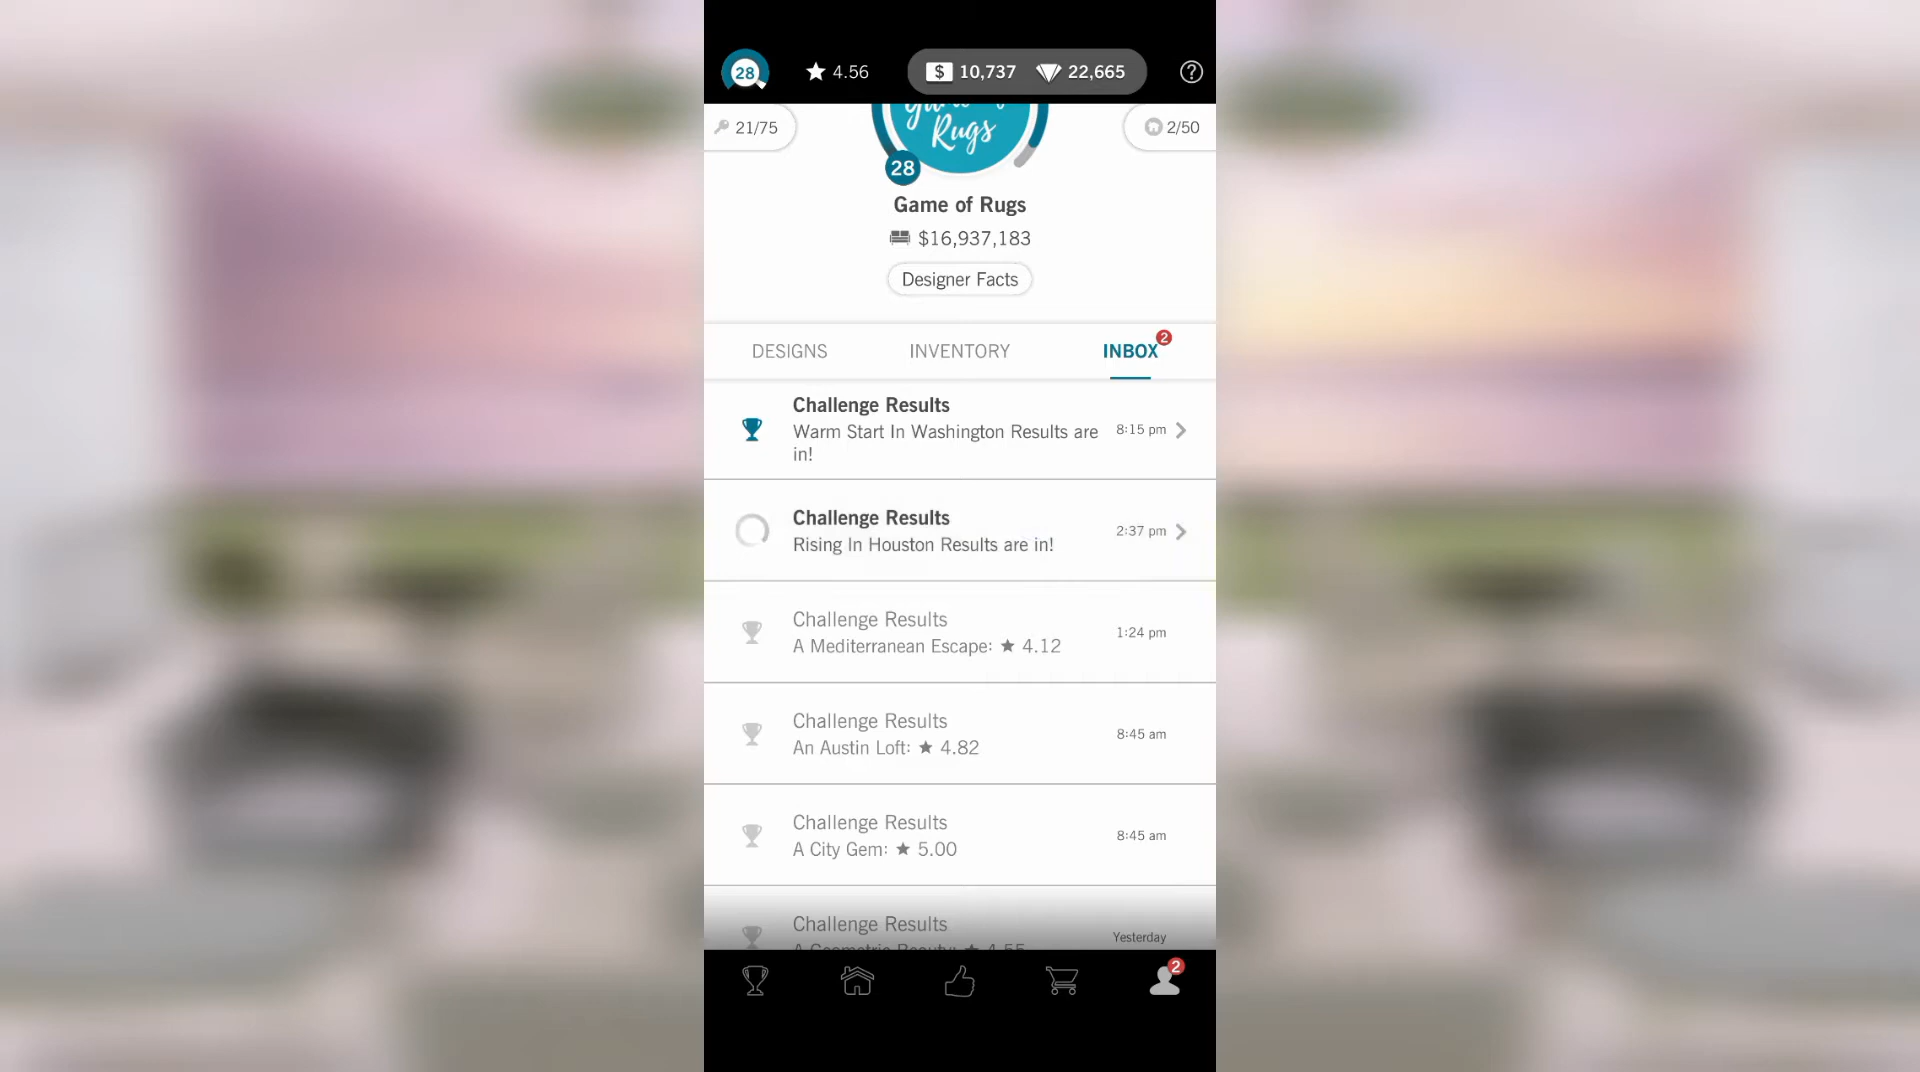 28
4.56
$ 10,737
22,665
?
21/75
Rugs
2/50
28
Game of Rugs
$16,937,183
Designer Facts
DESIGNS
INVENTORY
INBOX
2
Challenge Results
Warm Start In Washington Results are
in!
8:15 pm
Challenge Results
Rising In Houston Results are in!
2:37 pm
Challenge Results
A Mediterranean Escape: ★ 4.12
1:24 pm
Challenge Results
An Austin Loft: ★ 4.82
8:45 am
Challenge Results
A City Gem: ★ 5.00
8:45 am
Challenge Results
A Geometric Beauty: ★ 4.55
Yesterday
2